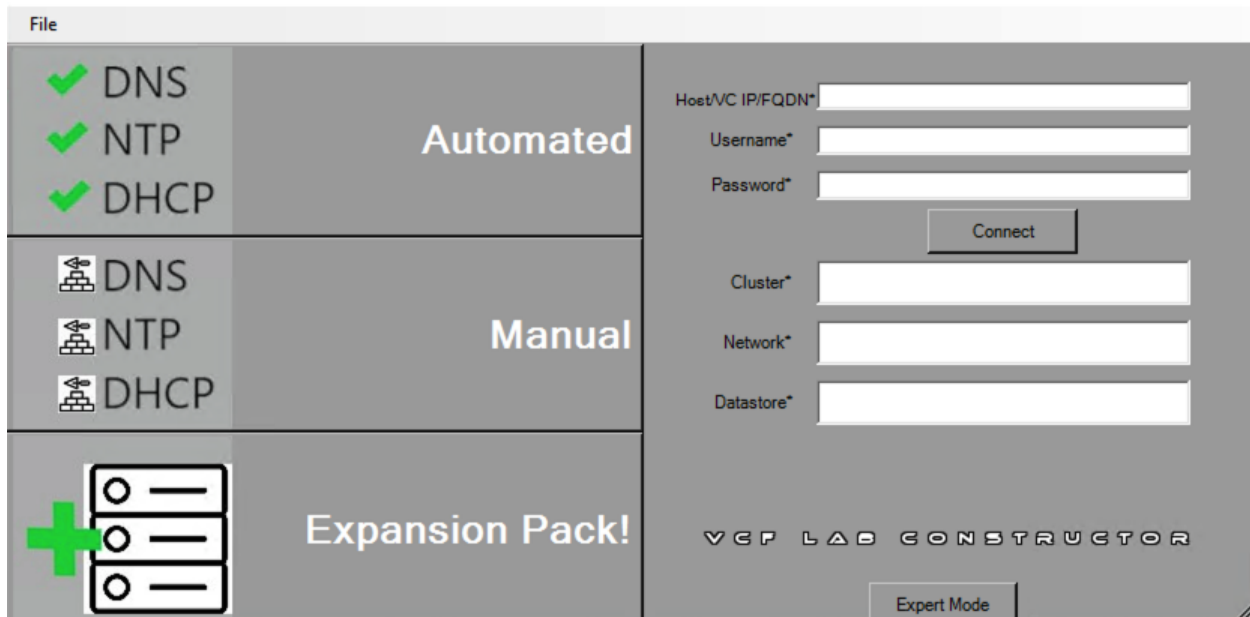 File
DNS
NTP
DHCP
Automated
DNS
NTP
DHCP
Manual
Expansion Pack!
Host/VC IP/FQDN*
Username*
Password*
Connect
Cluster*
Network*
Datastore*
VCF LAB CONSTRUCTOR
Expert Mode